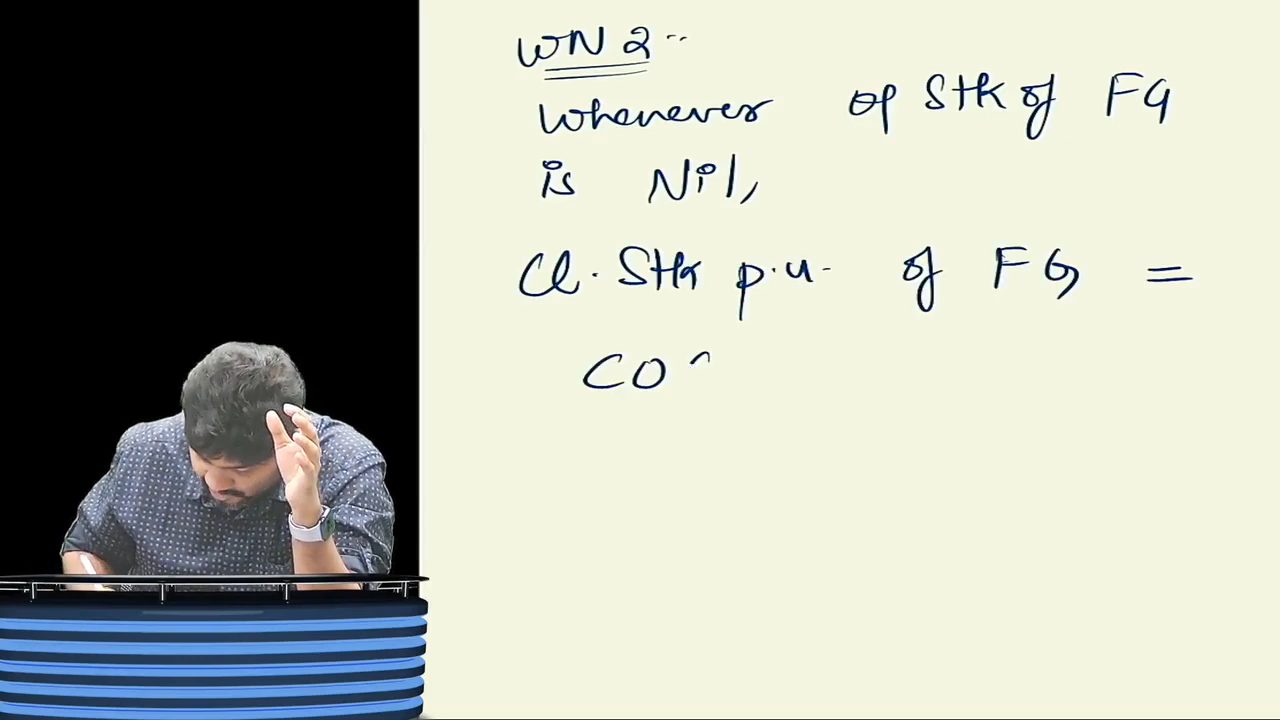 WN 2
Whenever op Stk of FG
is Nil,
Cl. Stk p.u. of FG =
CO